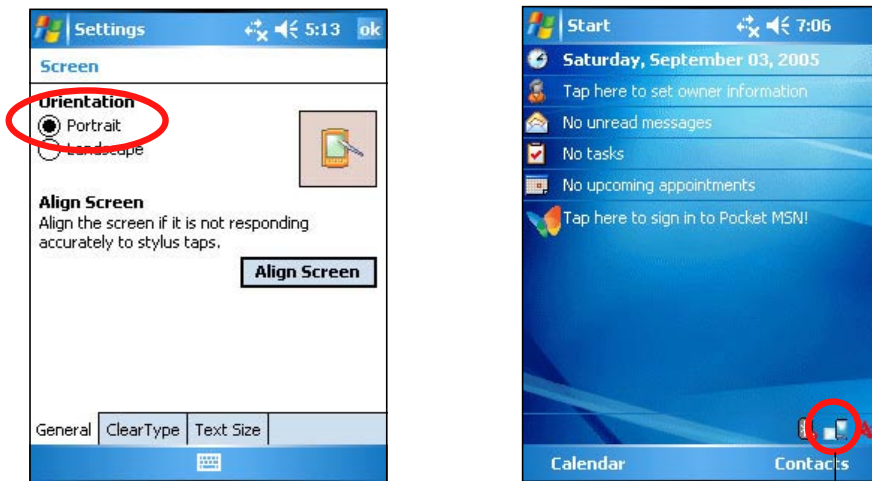 Settings 5:13 ok
Screen
Orientation
Portrait
Landscape
Align Screen
Align the screen if it is not responding
accurately to stylus taps.
Align Screen
General ClearType Text Size
Start 7:06
Saturday, September 03, 2005
Tap here to set owner information
No unread messages
No tasks
No upcoming appointments
Tap here to sign in to Pocket MSN!
Calendar Contacts